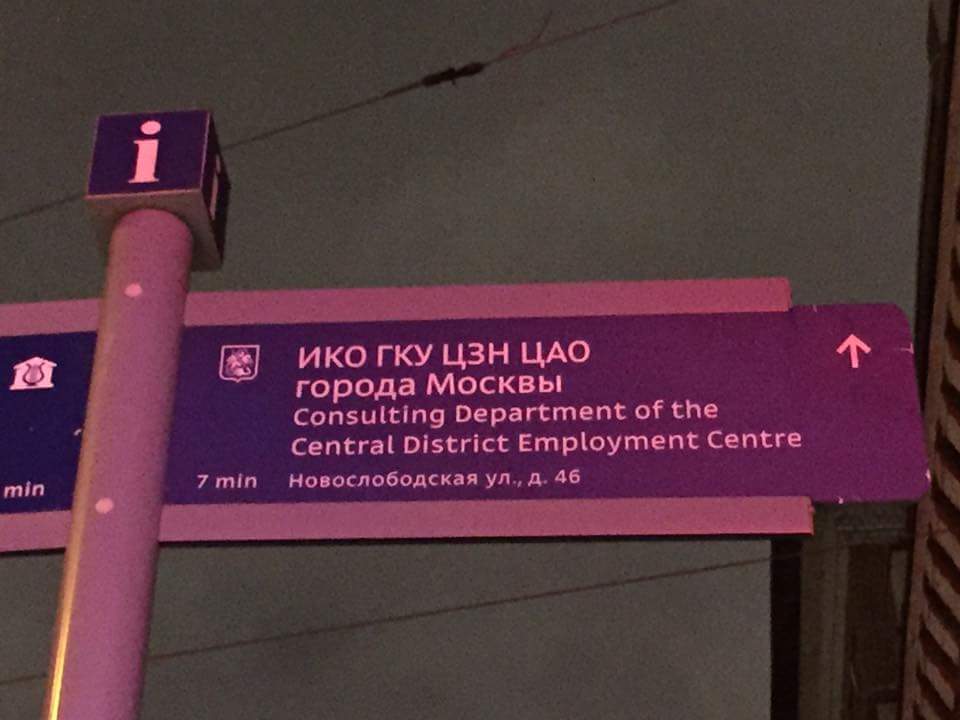 i
ИКО ГКУ ЦЗН ЦАО
города Москвы
Consulting Department of the
Central District Employment Centre
min
7 min Новослободская ул., д. 46